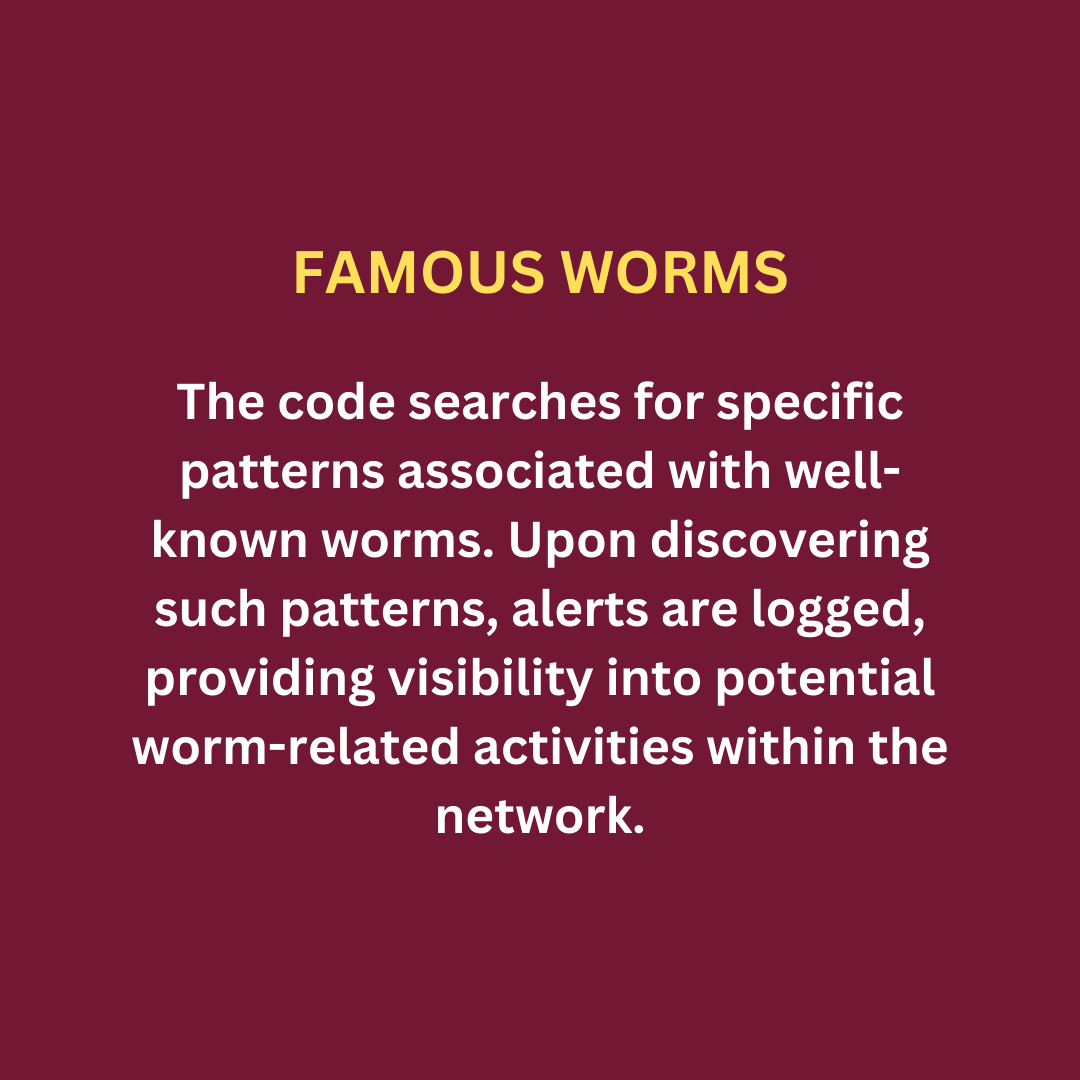 FAMOUS WORMS
The code searches for specific
patterns associated with well-
known worms. Upon discovering
such patterns, alerts are logged,
providing visibility into potential
worm-related activities within the
network.